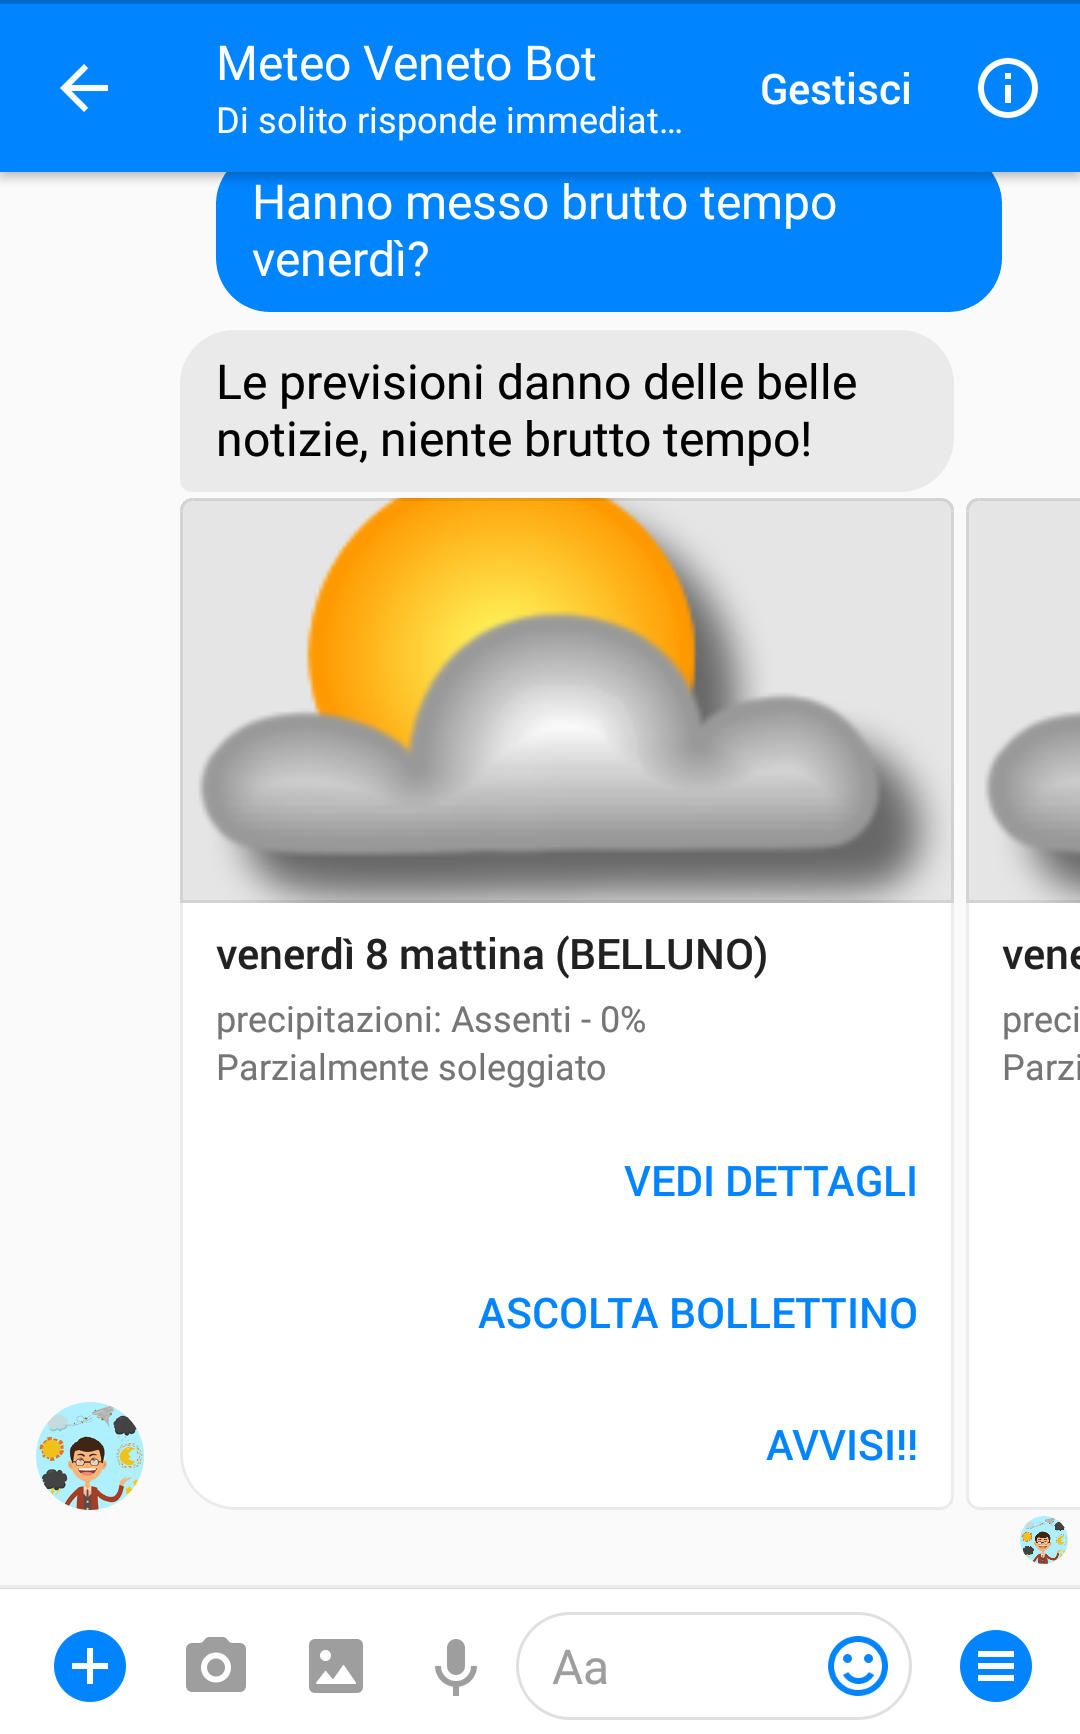 Meteo Veneto Bot
Di solito risponde immediat...
Gestisci
Hanno messo brutto tempo
venerdì?
Le previsioni danno delle belle
notizie, niente brutto tempo!
venerdì 8 mattina (BELLUNO)
precipitazioni: Assenti - 0%
Parzialmente soleggiato
VEDI DETTAGLI
ASCOLTA BOLLETTINO
AVVISI!!
vene
preci
Parzi
Aa